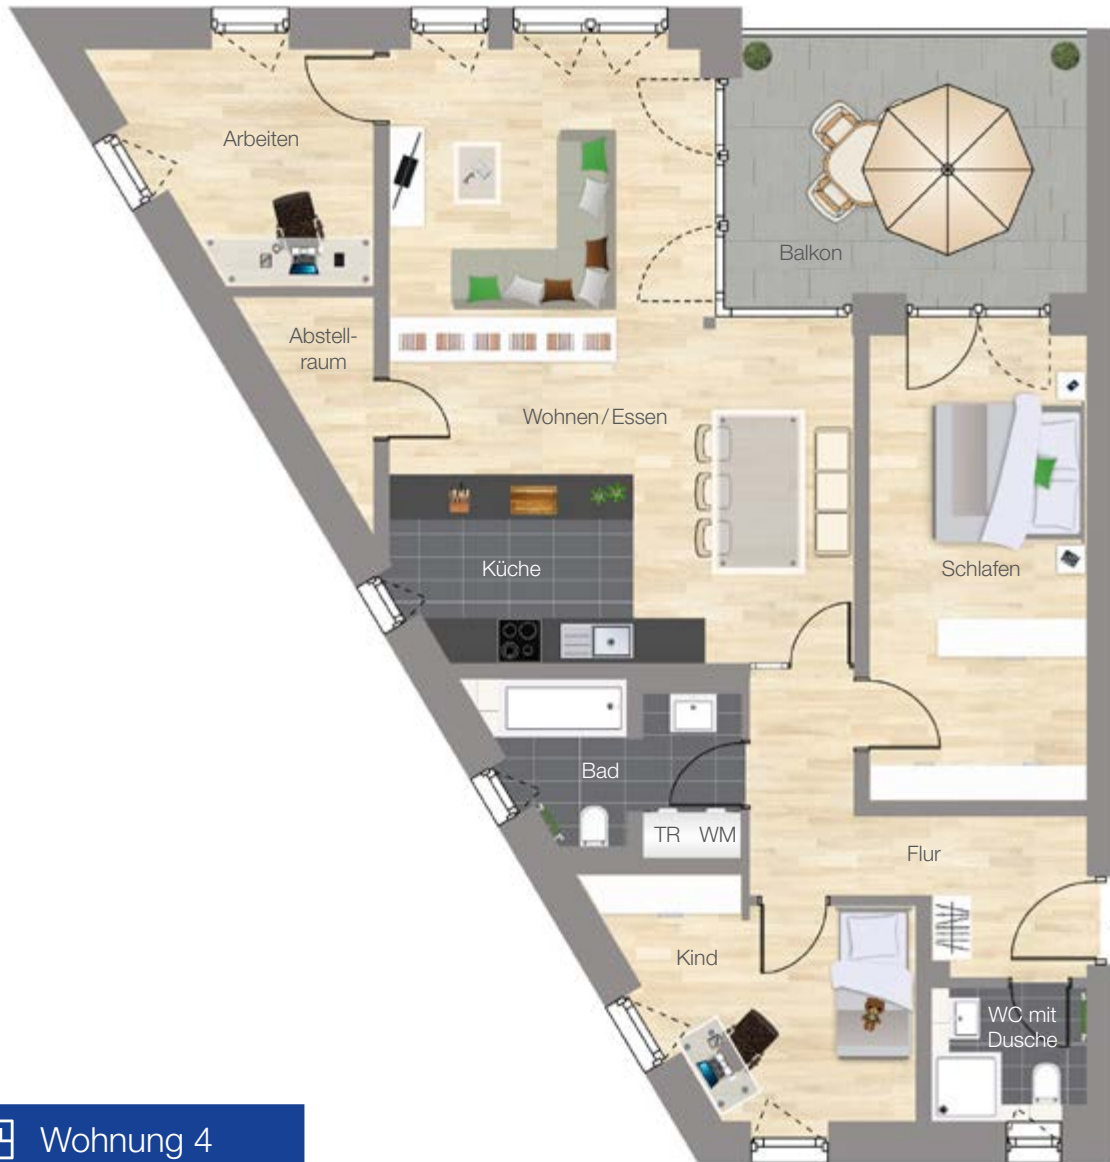 Arbeiten
Balkon
Abstell-
raum
Wohnen / Essen
Küche
Schlafen
Bad
TR WM
Flur
Kind
WC mit
Dusche
Wohnung 4